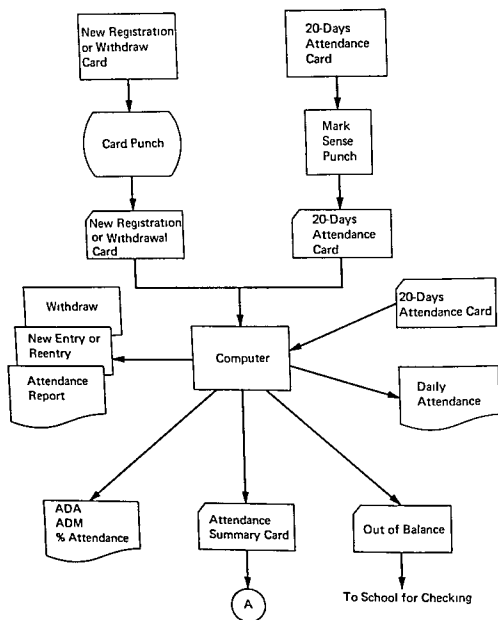 New Registration
or Withdraw
Card
20-Days
Attendance
Card
Card Punch
Mark
Sense
Punch
New Registration
or Withdrawal
Card
20-Days
Attendance
Card
Withdraw
New Entry or
Reentry
Attendance
Report
Computer
20-Days
Attendance Card
Daily
Attendance
ADA
ADM
% Attendance
Attendance
Summary Card
Out of Balance
A
To School for Checking